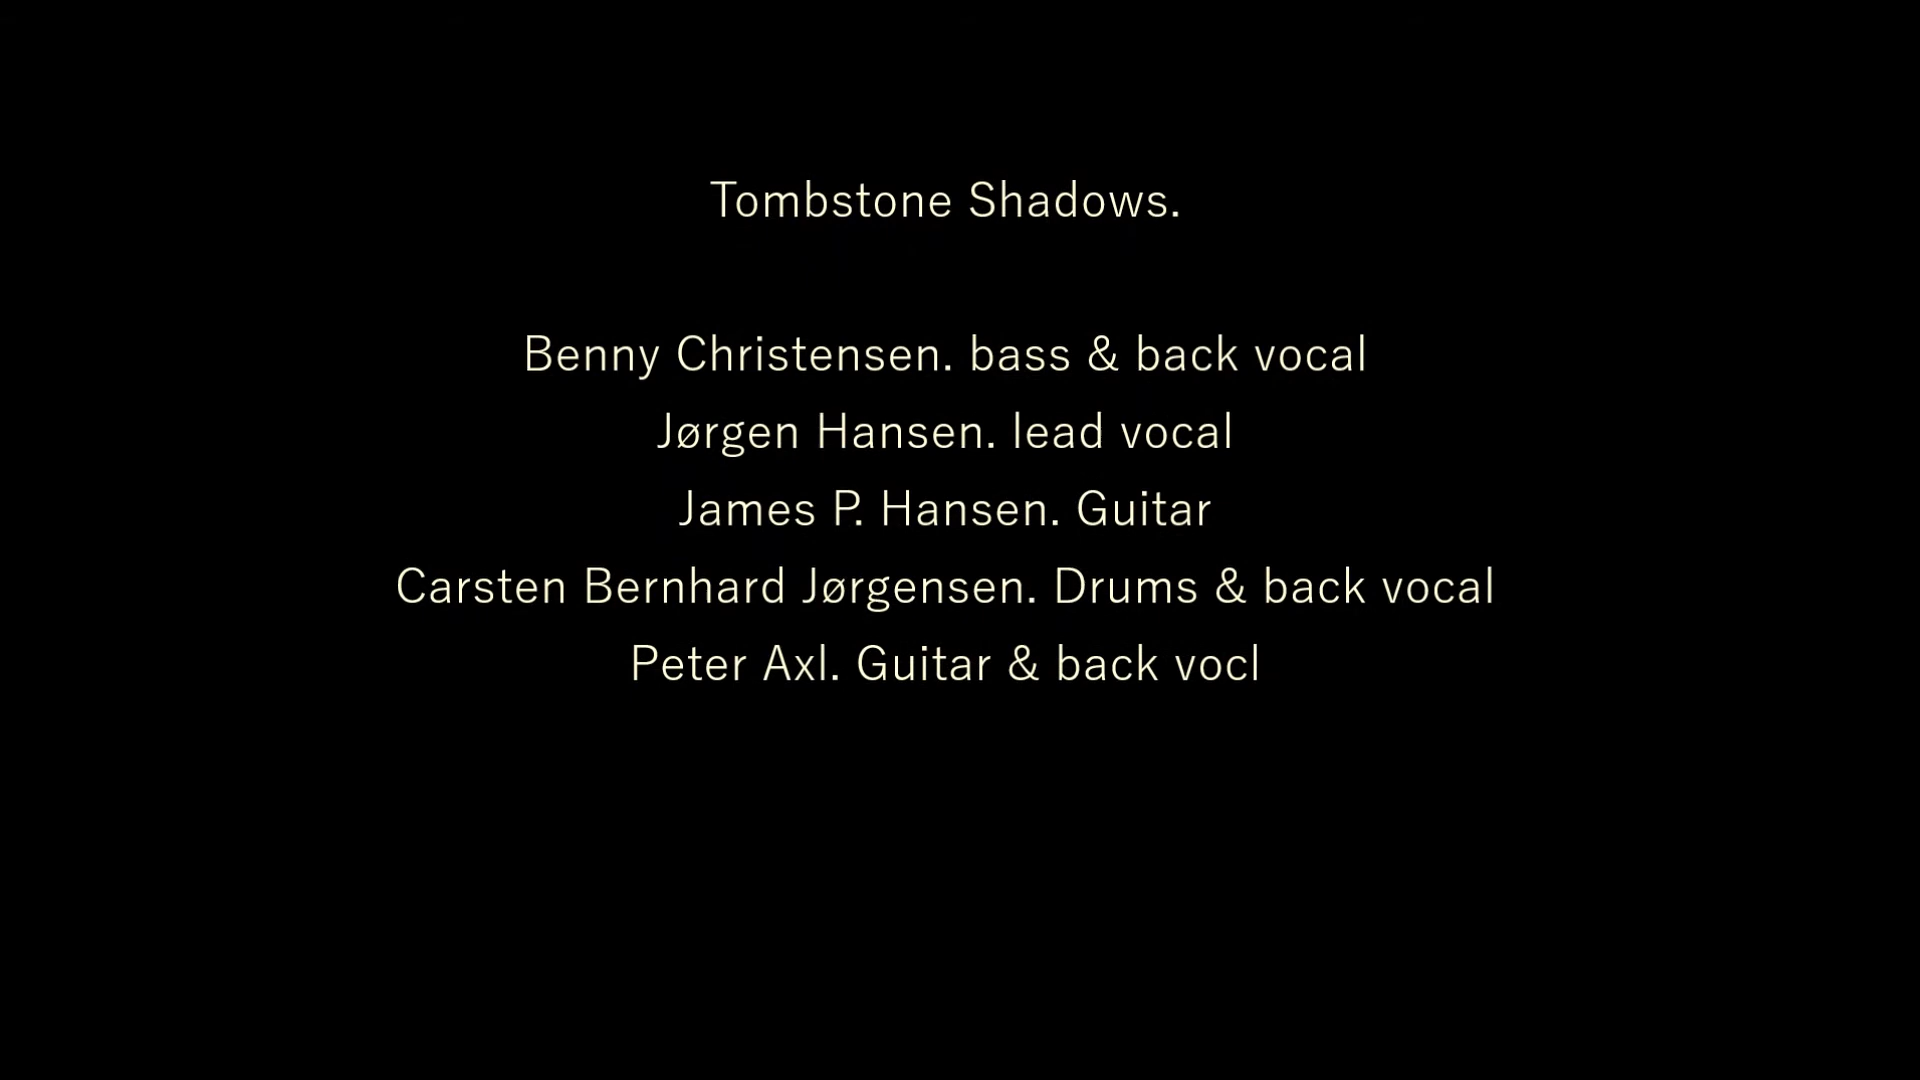 Tombstone Shadows.
Benny Christensen. bass & back vocal
Jørgen Hansen. lead vocal
James P. Hansen. Guitar
Carsten Bernhard Jørgensen. Drums & back vocal
Peter Axl. Guitar & back vocl